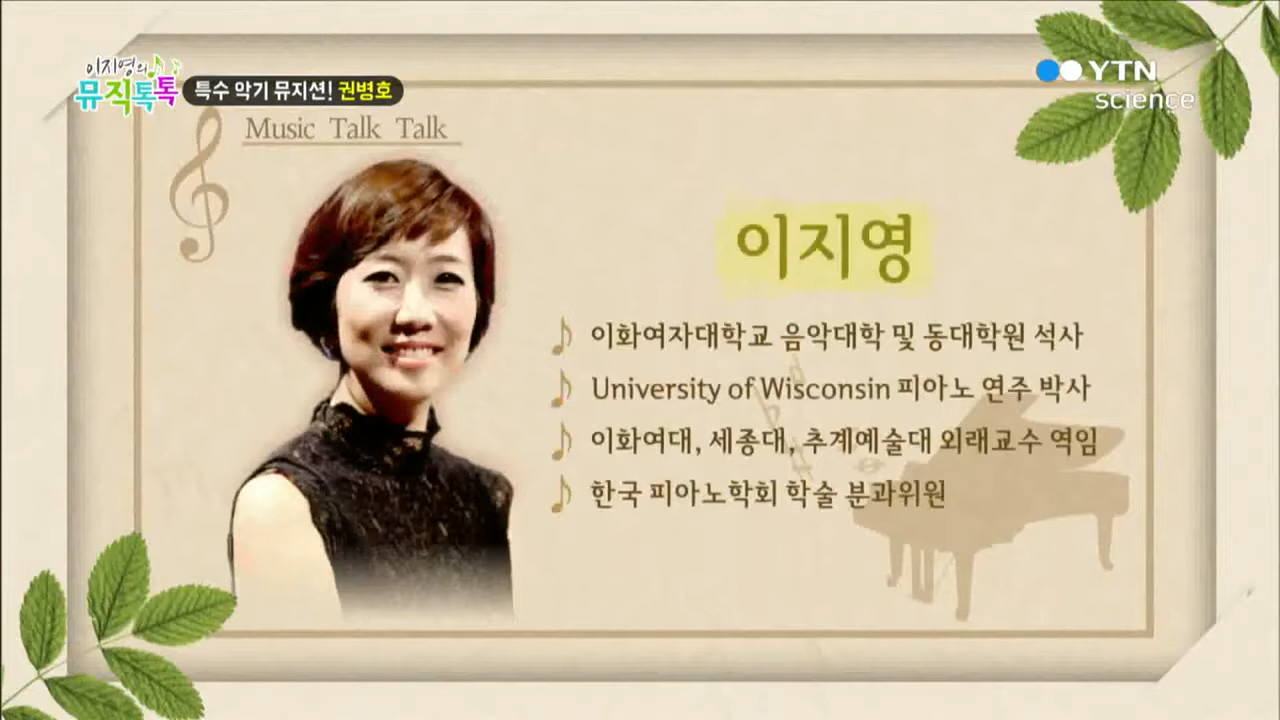 이지영의
뮤직톡톡
특수 악기 뮤지션! 권병호
YTN
science
Music Talk Talk
이지영
이화여자대학교 음악대학 및 동대학원 석사
University of Wisconsin 피아노 연주 박사
이화여대, 세종대, 추계예술대 외래교수 역임
한국 피아노학회 학술 분과위원